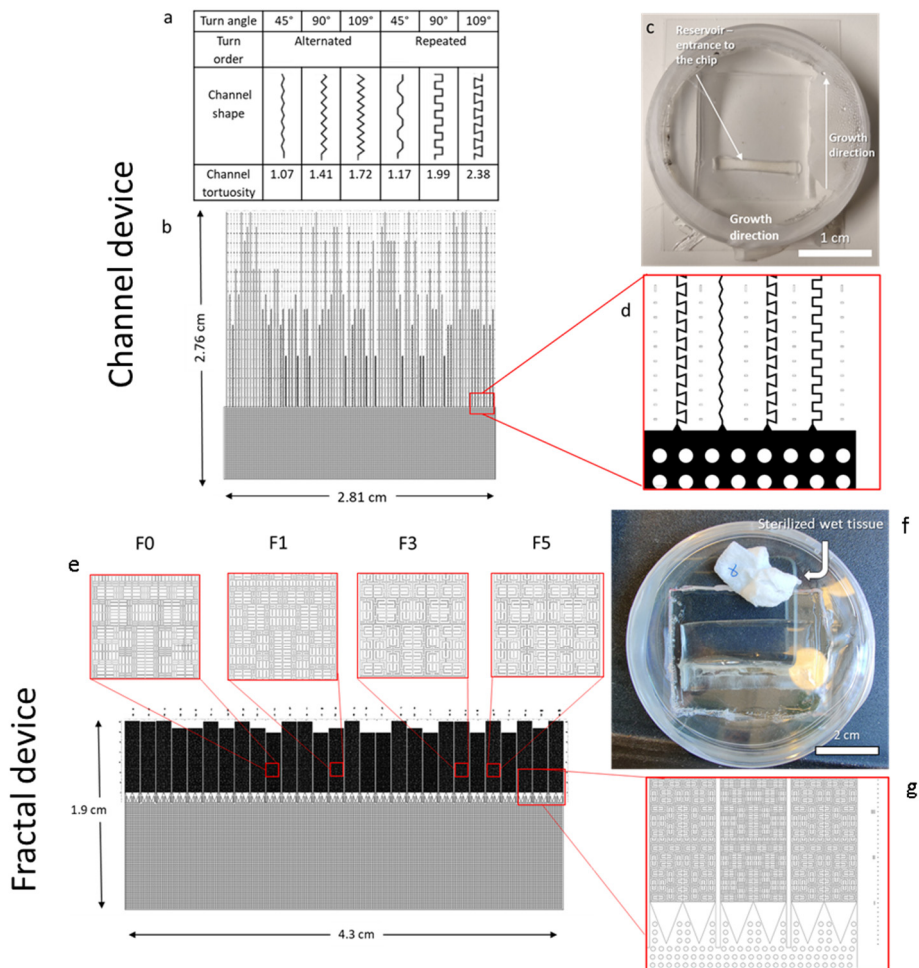 a
Turn angle 45° 90° 109° 45° 90° 109°
Turn order Alternated Repeated
Channel shape
Channel tortuosity 1.07 1.41 1.72 1.17 1.99 2.38
Channel device
b
2.76 cm
2.81 cm
c
Reservoir –
entrance to
the chip
Growth
direction
Growth
direction
1 cm
d
Fractal device
e
F0 F1 F3 F5
1.9 cm
4.3 cm
f
Sterilized wet tissue
2 cm
g